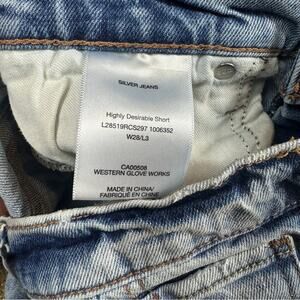 SILVER JEANS
Highly Desirable Short
L28519RCS297 1006352
W28/L3
CA00508
WESTERN GLOVE WORKS
MADE IN CHINA/
FABRIQUÉ EN CHINE